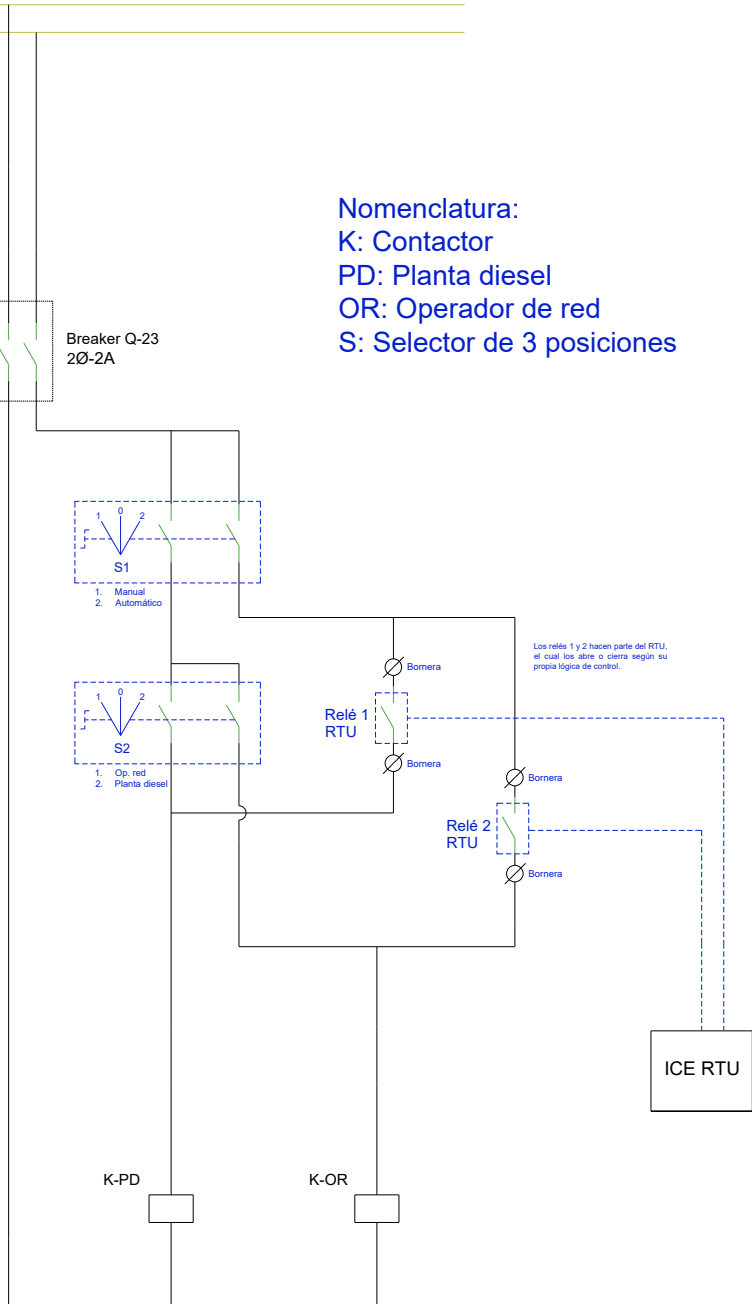 Nomenclatura:
K: Contactor
PD: Planta diesel
OR: Operador de red
S: Selector de 3 posiciones
Breaker Q-23
2Ø-2A
1 0 2
S1
1. Manual
2. Automático
Los relés 1 y 2 hacen parte del RTU,
el cual los abre o cierra según su
propia lógica de control.
Bornera
1 0 2
S2
1. Op. red
2. Planta diesel
Relé 1
RTU
Bornera
Bornera
Relé 2
RTU
Bornera
ICE RTU
K-PD
K-OR